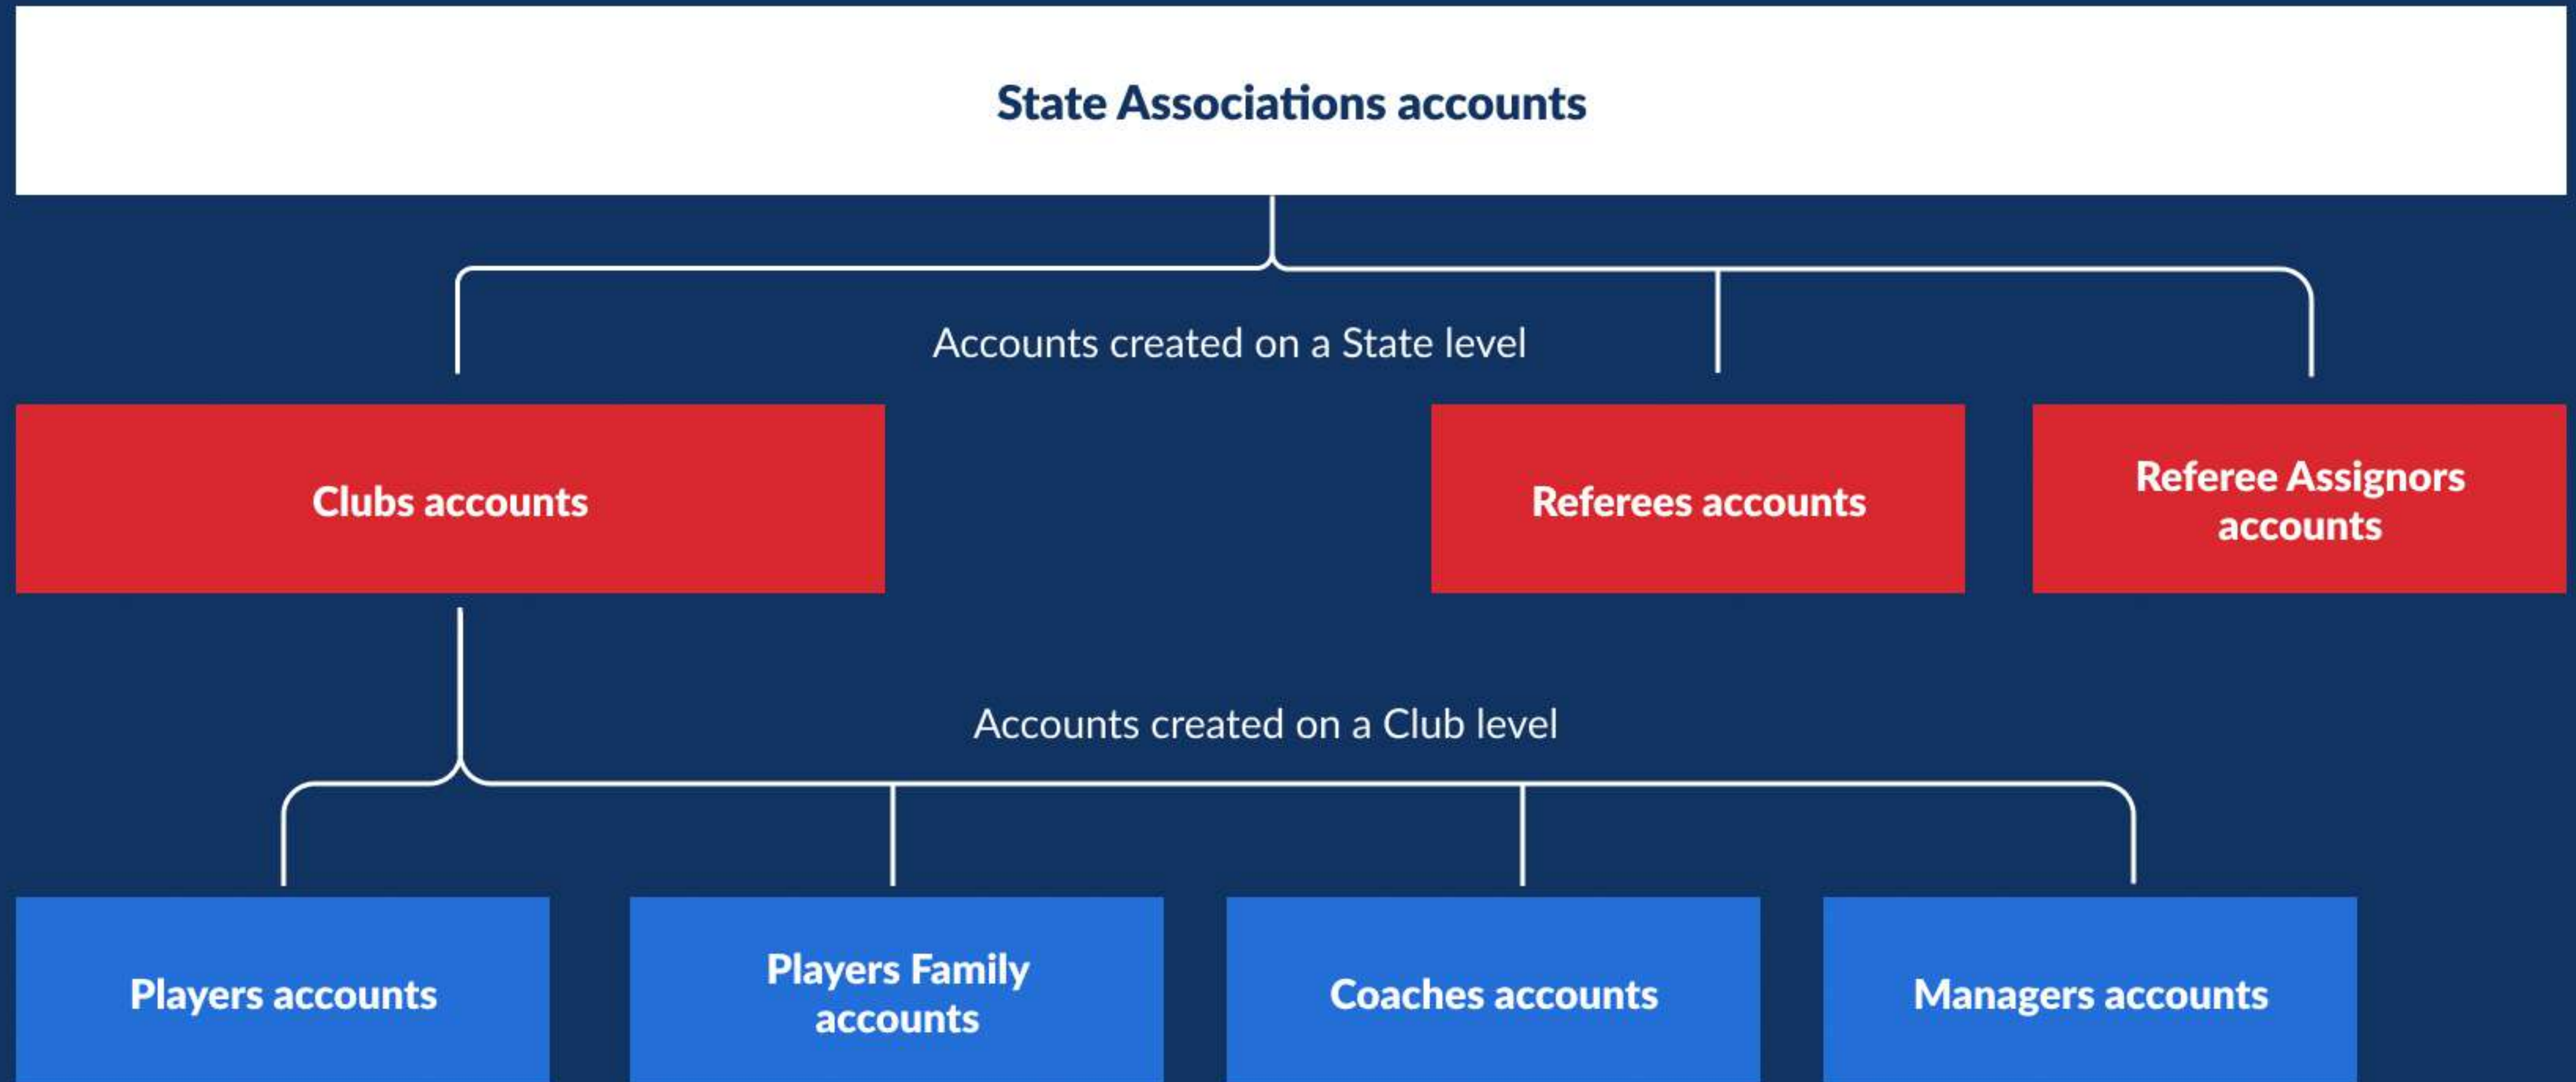 State Associations accounts
Accounts created on a State level
Clubs accounts
Referees accounts
Referee Assignors
accounts
Accounts created on a Club level
Players accounts
Players Family
accounts
Coaches accounts
Managers accounts